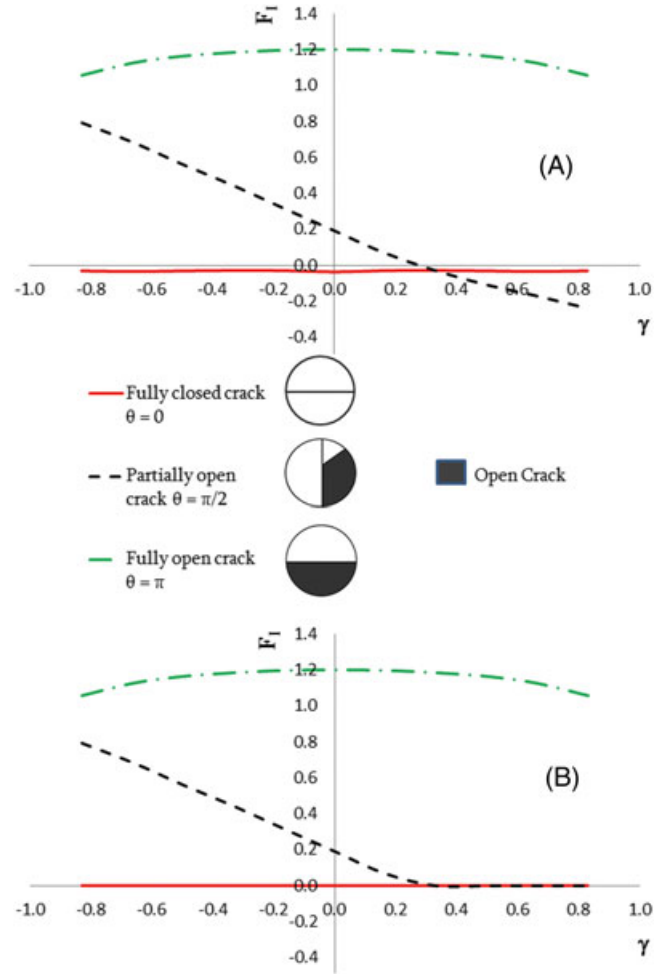 F_I
1.4
1.2
1.0
0.8
0.6
0.4
0.2
0.0
-0.2
-0.4
(A)
-1.0 -0.8 -0.6 -0.4 -0.2 0.0 0.2 0.4 0.6 0.8 1.0
γ
Fully closed crack
θ = 0
Partially open
crack θ = π/2
Open Crack
Fully open crack
θ = π
F_I
1.4
1.2
1.0
0.8
0.6
0.4
0.2
0.0
-0.2
-0.4
(B)
-1.0 -0.8 -0.6 -0.4 -0.2 0.0 0.2 0.4 0.6 0.8 1.0
γ